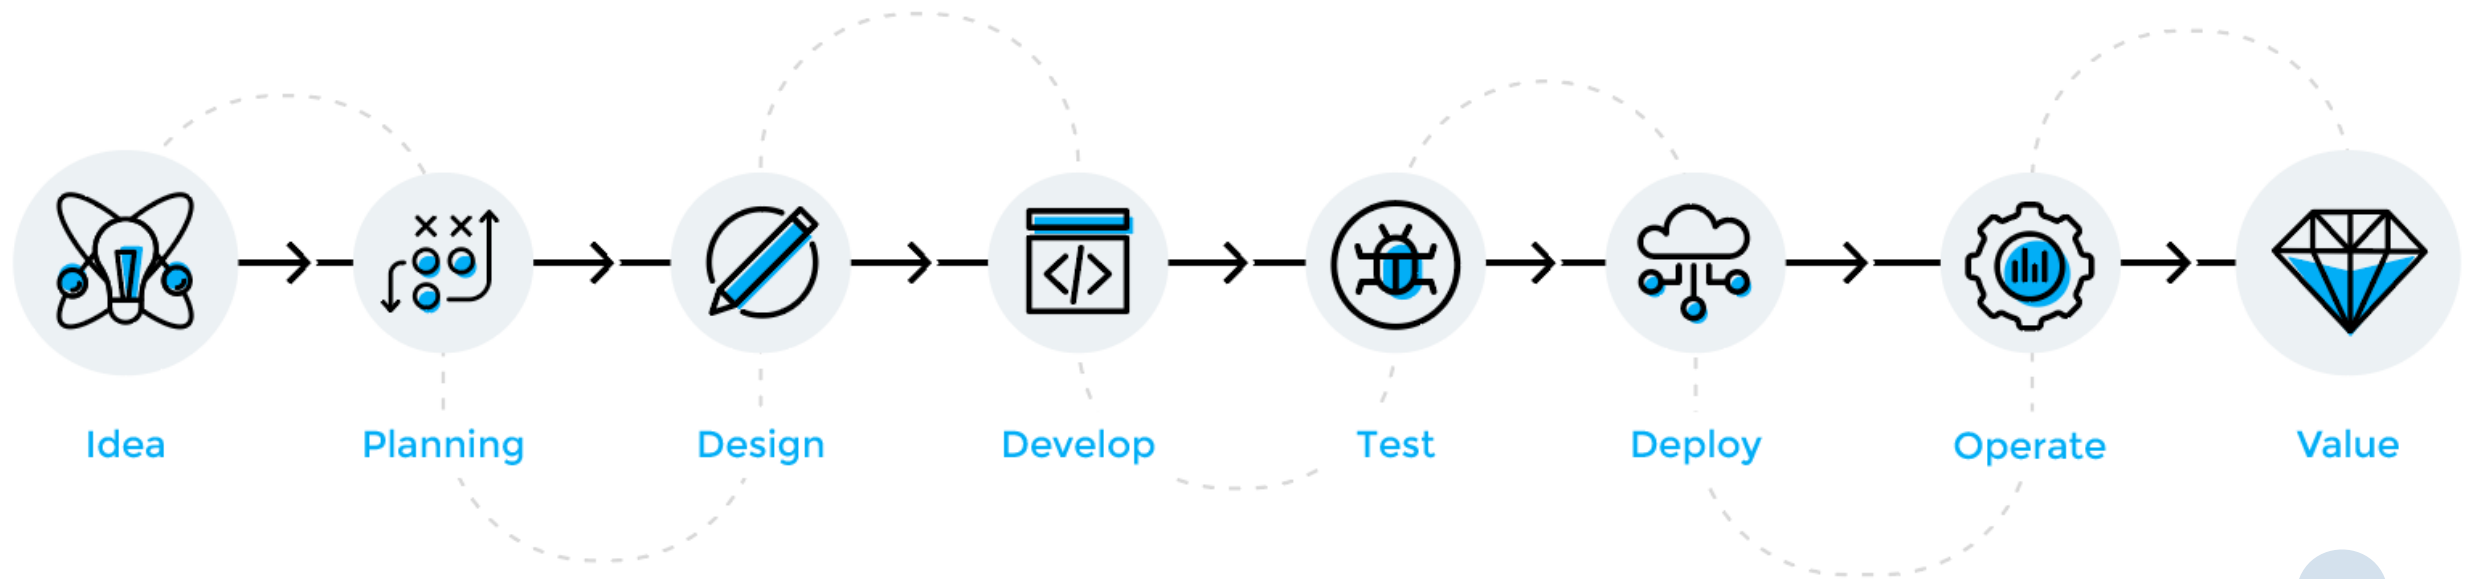 Idea
Planning
Design
Develop
Test
Deploy
Operate
Value